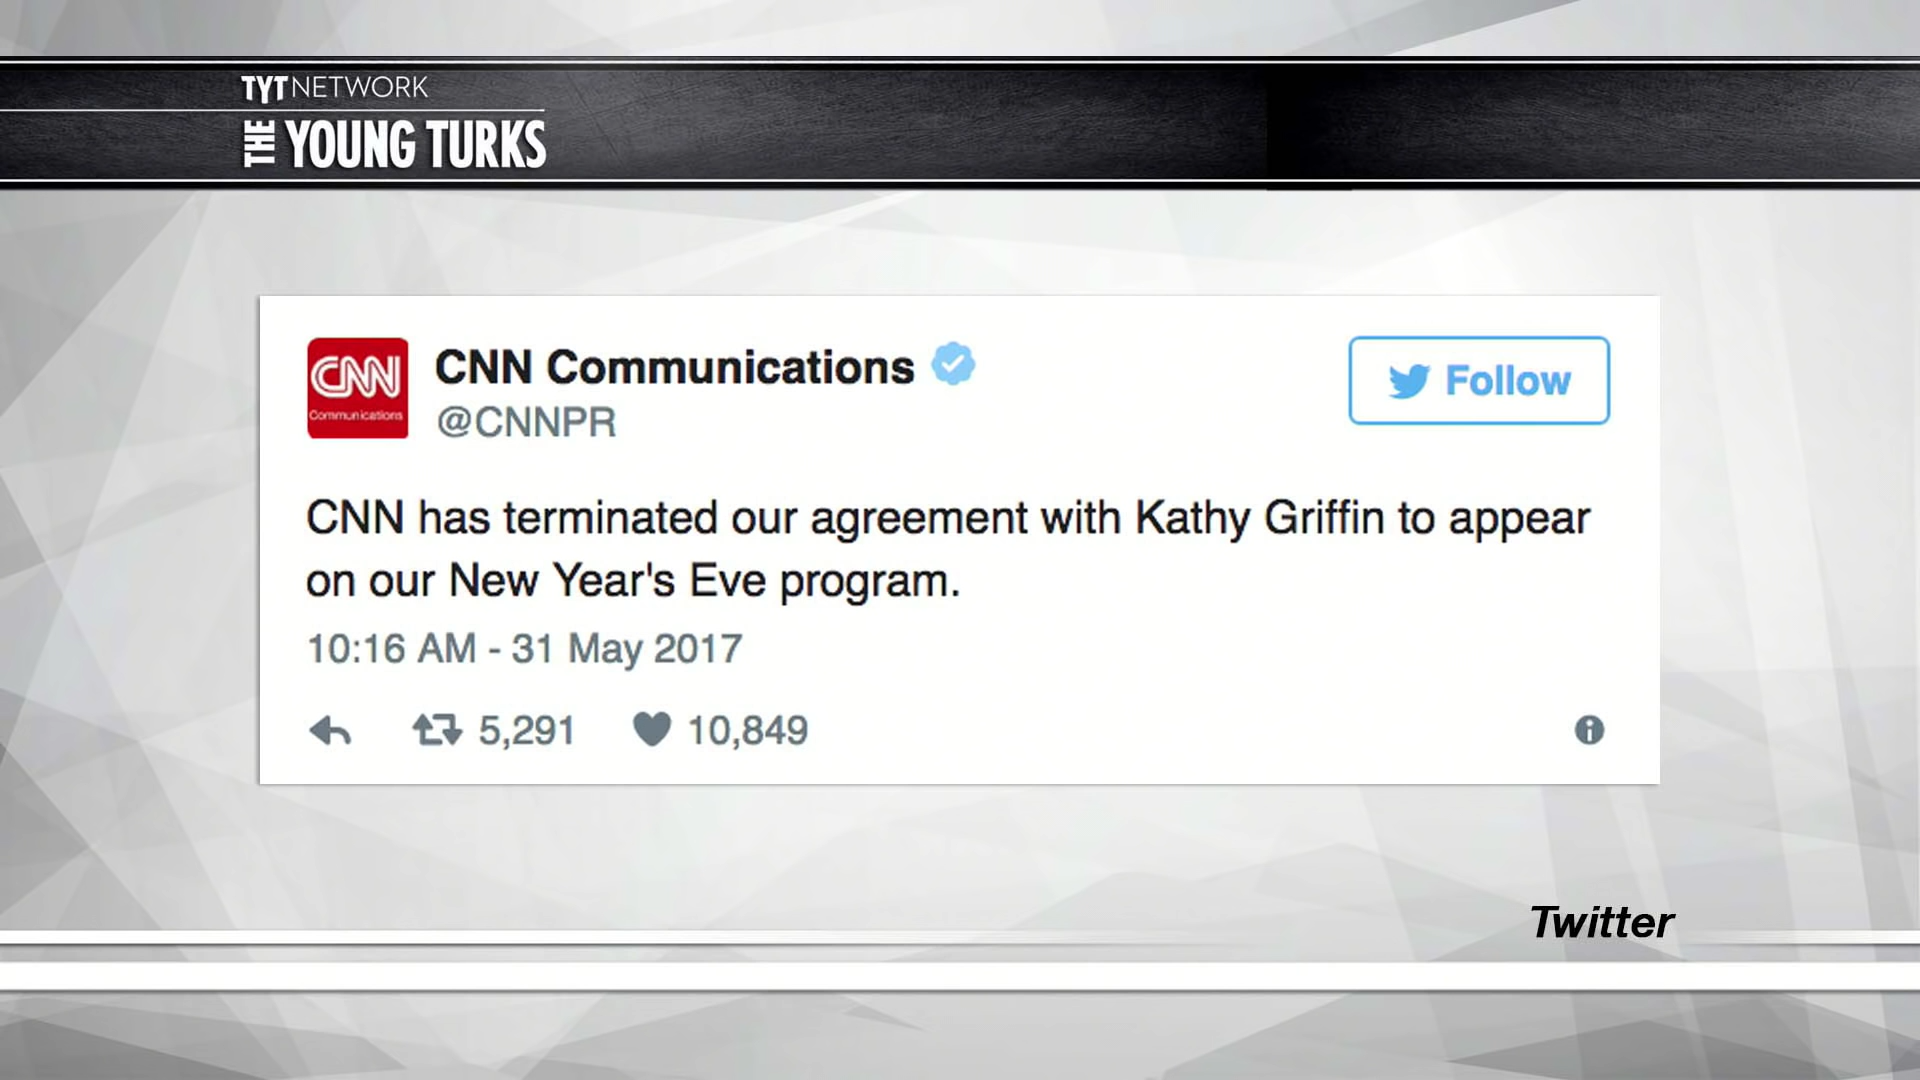 TYT NETWORK
THE YOUNG TURKS
CNN
Communications
CNN Communications
@CNNPR
Follow
CNN has terminated our agreement with Kathy Griffin to appear
on our New Year's Eve program.
10:16 AM - 31 May 2017
5,291 10,849
Twitter